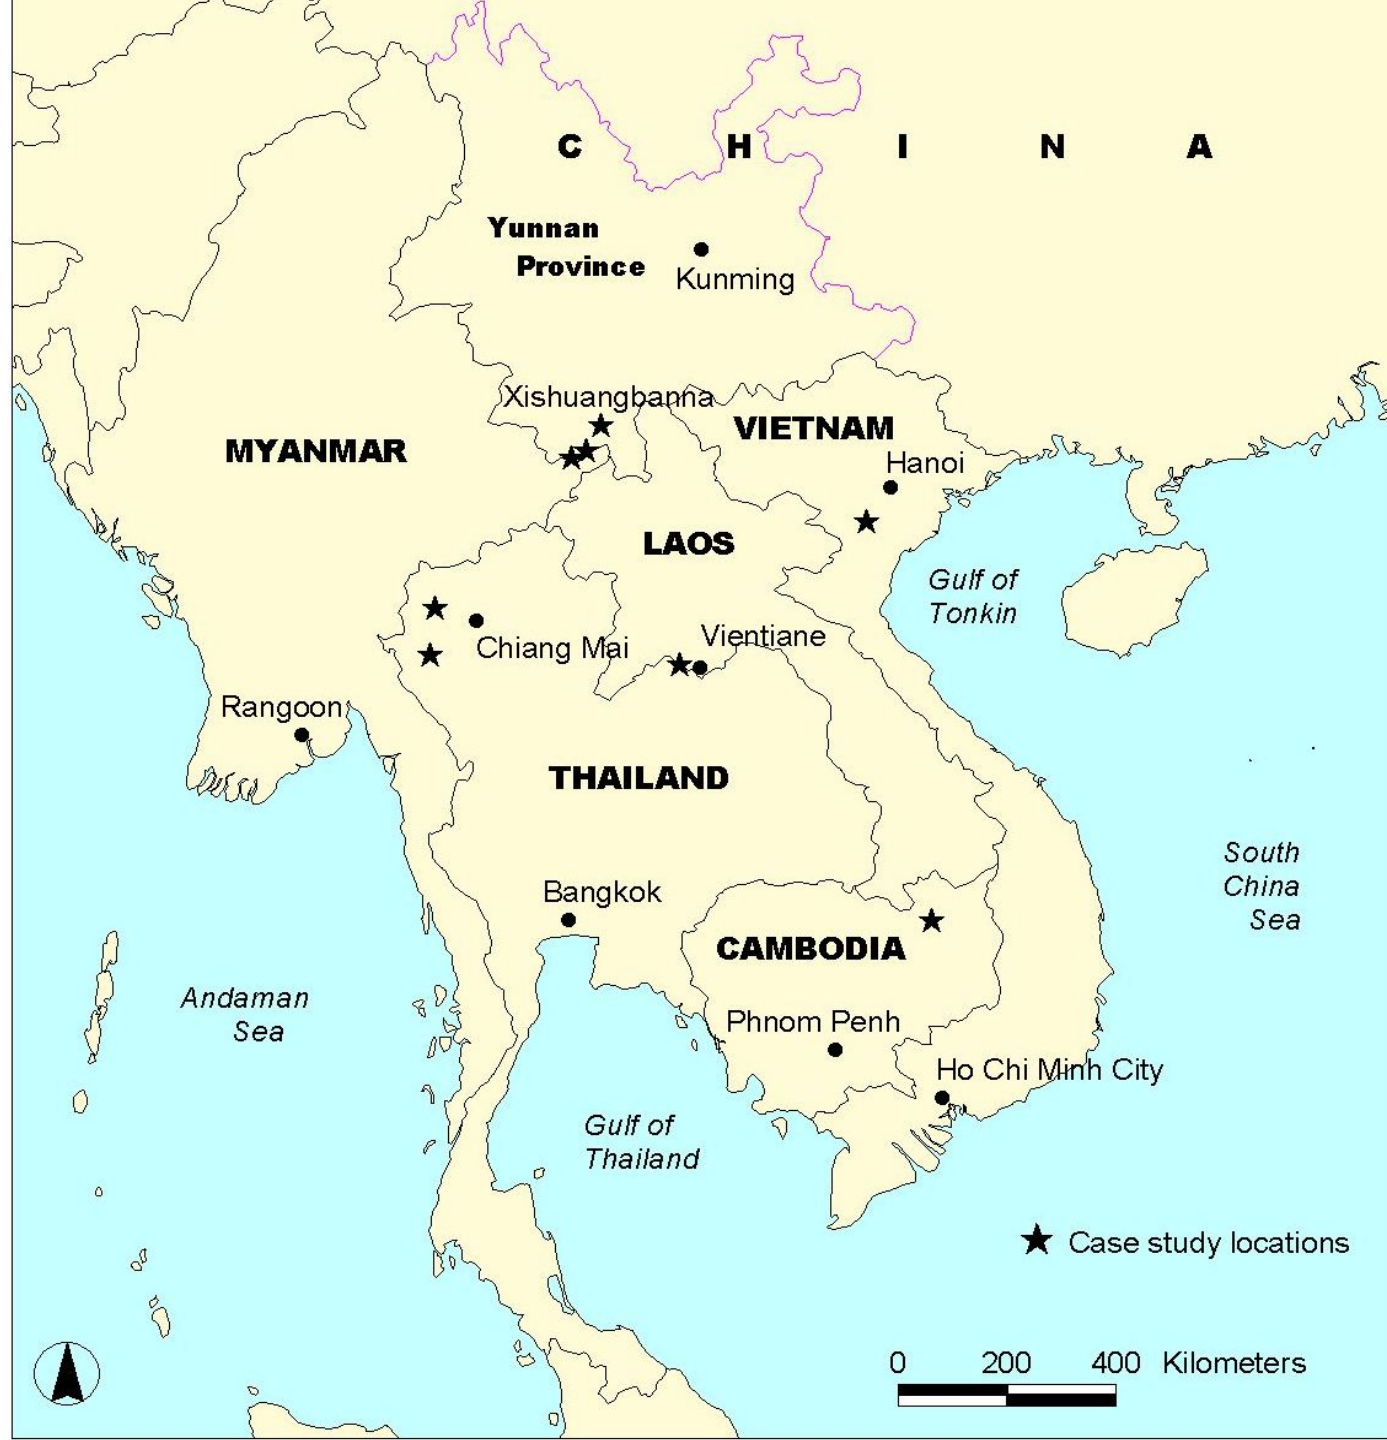 C H I N A
Yunnan
Province
Kunming
Xishuangbanna
MYANMAR
VIETNAM
Hanoi
LAOS
Gulf of
Tonkin
Chiang Mai
Vientiane
Rangoon
THAILAND
South
China
Sea
Bangkok
CAMBODIA
Andaman
Sea
Phnom Penh
Ho Chi Minh City
Gulf of
Thailand
Case study locations
0 200 400 Kilometers